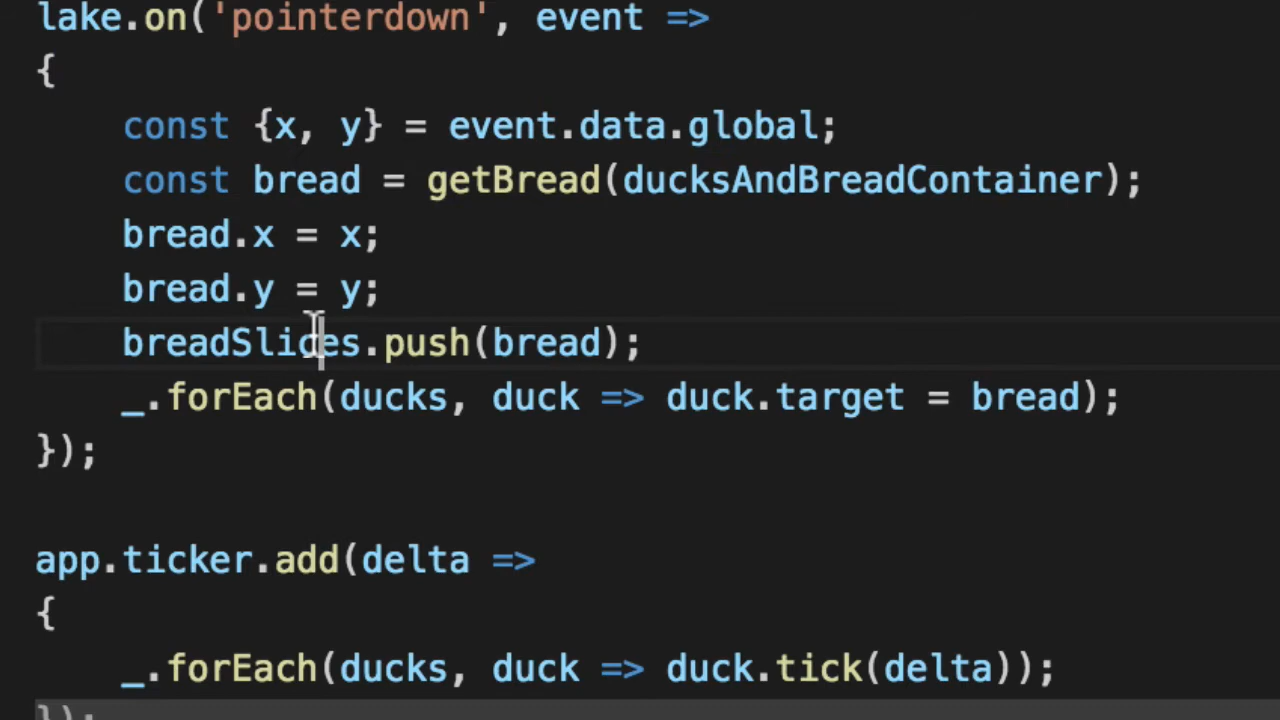 lake.on('pointerdown', event =>
{
    const {x, y} = event.data.global;
    const bread = getBread(ducksAndBreadContainer);
    bread.x = x;
    bread.y = y;
    breadSlices.push(bread);
    _.forEach(ducks, duck => duck.target = bread);
});

app.ticker.add(delta =>
{
    _.forEach(ducks, duck => duck.tick(delta));
});